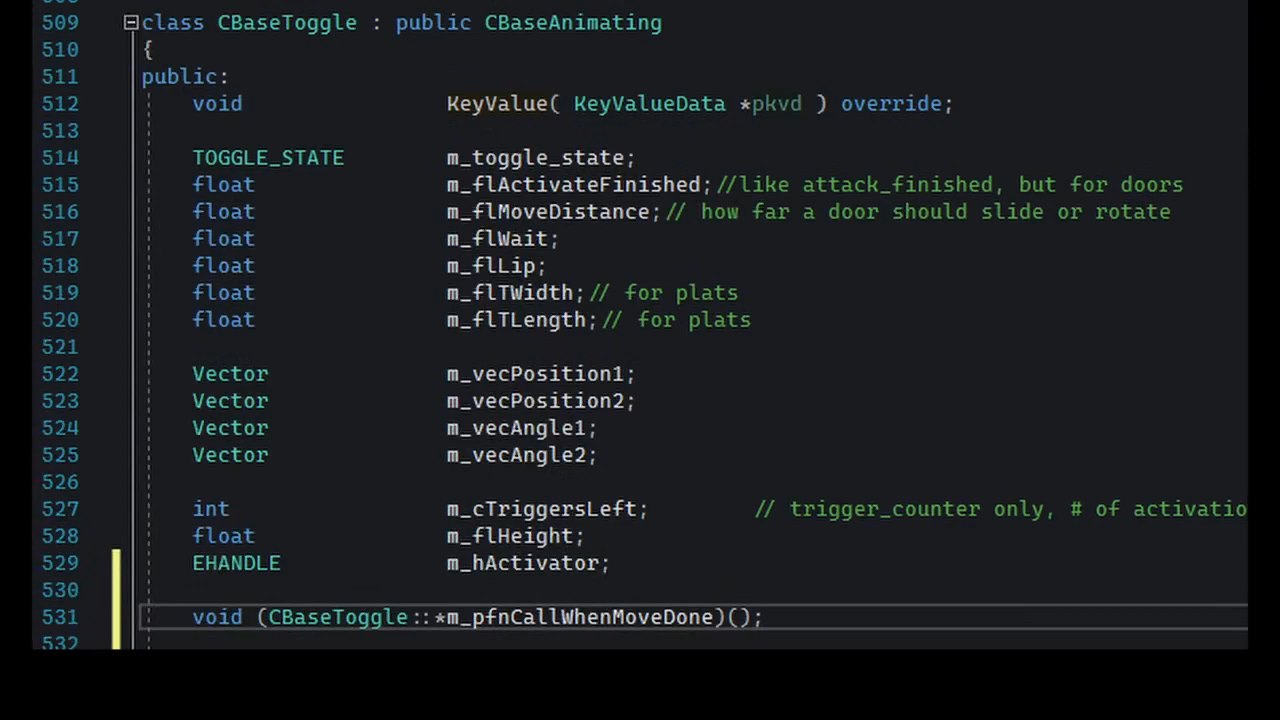 509 class CBaseToggle : public CBaseAnimating
510 {
511 public:
512 void KeyValue( KeyValueData *pkvd ) override;
513
514 TOGGLE_STATE m_toggle_state;
515 float m_flActivateFinished;//like attack_finished, but for doors
516 float m_flMoveDistance;// how far a door should slide or rotate
517 float m_flWait;
518 float m_flLip;
519 float m_flTWidth;// for plats
520 float m_flTLength;// for plats
521
522 Vector m_vecPosition1;
523 Vector m_vecPosition2;
524 Vector m_vecAngle1;
525 Vector m_vecAngle2;
526
527 int m_cTriggersLeft; // trigger_counter only, # of activatio
528 float m_flHeight;
529 EHANDLE m_hActivator;
530
531 void (CBaseToggle::*m_pfnCallWhenMoveDone)();
532